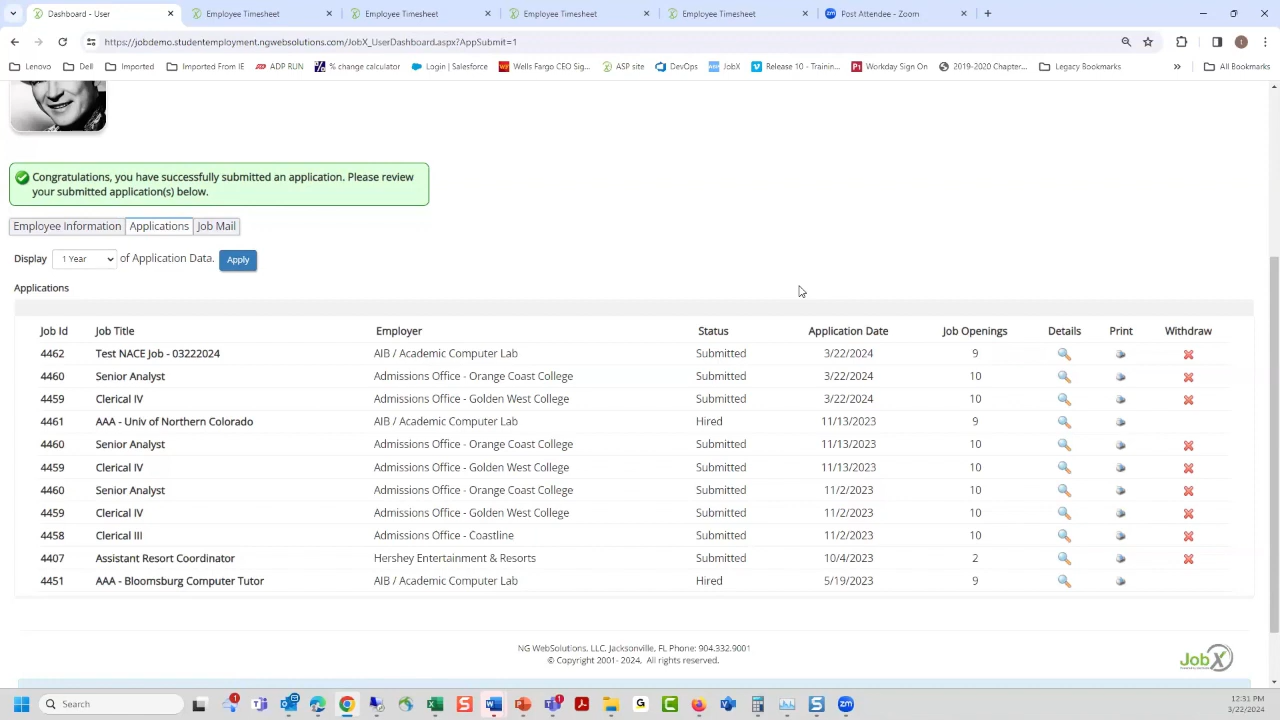 Dashboard - User
Employee Timesheet
Employee Timesheet
Employee Timesheet
Employee Timesheet
Post Attendee - Zoom
https://jobdemo.studentemployment.ngwebsolutions.com/JobX_UserDashboard.aspx?AppSubmit=1
Lenovo Dell Imported Imported From IE ADP RUN % change calculator Login | Salesforce Wells Fargo CEO Sig... ASP site DevOps JobX Release 10 - Trainin... Workday Sign On 2019-2020 Chapter... Legacy Bookmarks » All Bookmarks
Congratulations, you have successfully submitted an application. Please review
your submitted application(s) below.
Employee Information Applications Job Mail
Display 1 Year of Application Data. Apply
Applications
Job Id Job Title Employer Status Application Date Job Openings Details Print Withdraw
4462 Test NACE Job - 03222024 AIB / Academic Computer Lab Submitted 3/22/2024 9
4460 Senior Analyst Admissions Office - Orange Coast College Submitted 3/22/2024 10
4459 Clerical IV Admissions Office - Golden West College Submitted 3/22/2024 10
4461 AAA - Univ of Northern Colorado AIB / Academic Computer Lab Hired 11/13/2023 9
4460 Senior Analyst Admissions Office - Orange Coast College Submitted 11/13/2023 10
4459 Clerical IV Admissions Office - Golden West College Submitted 11/13/2023 10
4460 Senior Analyst Admissions Office - Orange Coast College Submitted 11/2/2023 10
4459 Clerical IV Admissions Office - Golden West College Submitted 11/2/2023 10
4458 Clerical III Admissions Office - Coastline Submitted 11/2/2023 10
4407 Assistant Resort Coordinator Hershey Entertainment & Resorts Submitted 10/4/2023 2
4451 AAA - Bloomsburg Computer Tutor AIB / Academic Computer Lab Hired 5/19/2023 9
NG WebSolutions, LLC, Jacksonville, FL Phone: 904.332.9001
© Copyright 2001- 2024, All rights reserved.
JobX
Search
12:31 PM
3/22/2024